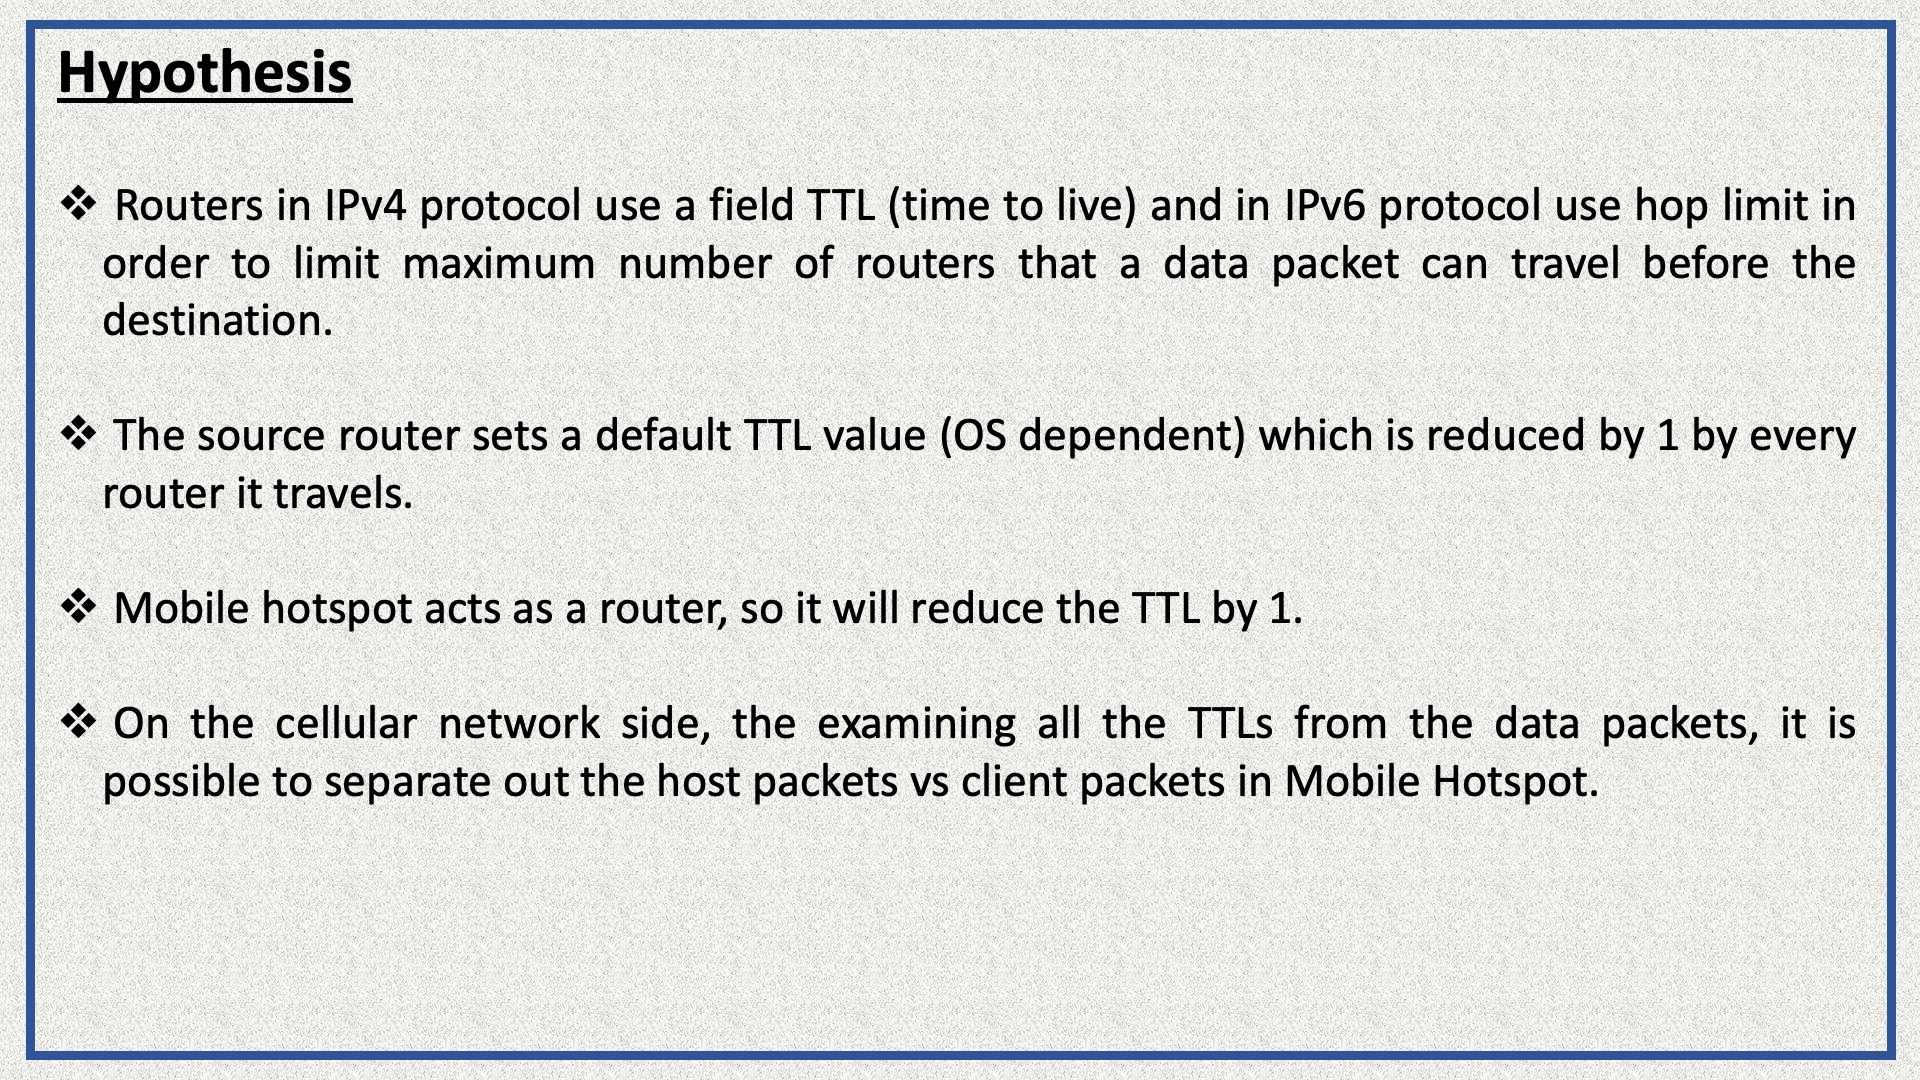 Hypothesis
❖ Routers in IPv4 protocol use a field TTL (time to live) and in IPv6 protocol use hop limit in
order to limit maximum number of routers that a data packet can travel before the
destination.
❖ The source router sets a default TTL value (OS dependent) which is reduced by 1 by every
router it travels.
❖ Mobile hotspot acts as a router, so it will reduce the TTL by 1.
❖ On the cellular network side, the examining all the TTLs from the data packets, it is
possible to separate out the host packets vs client packets in Mobile Hotspot.